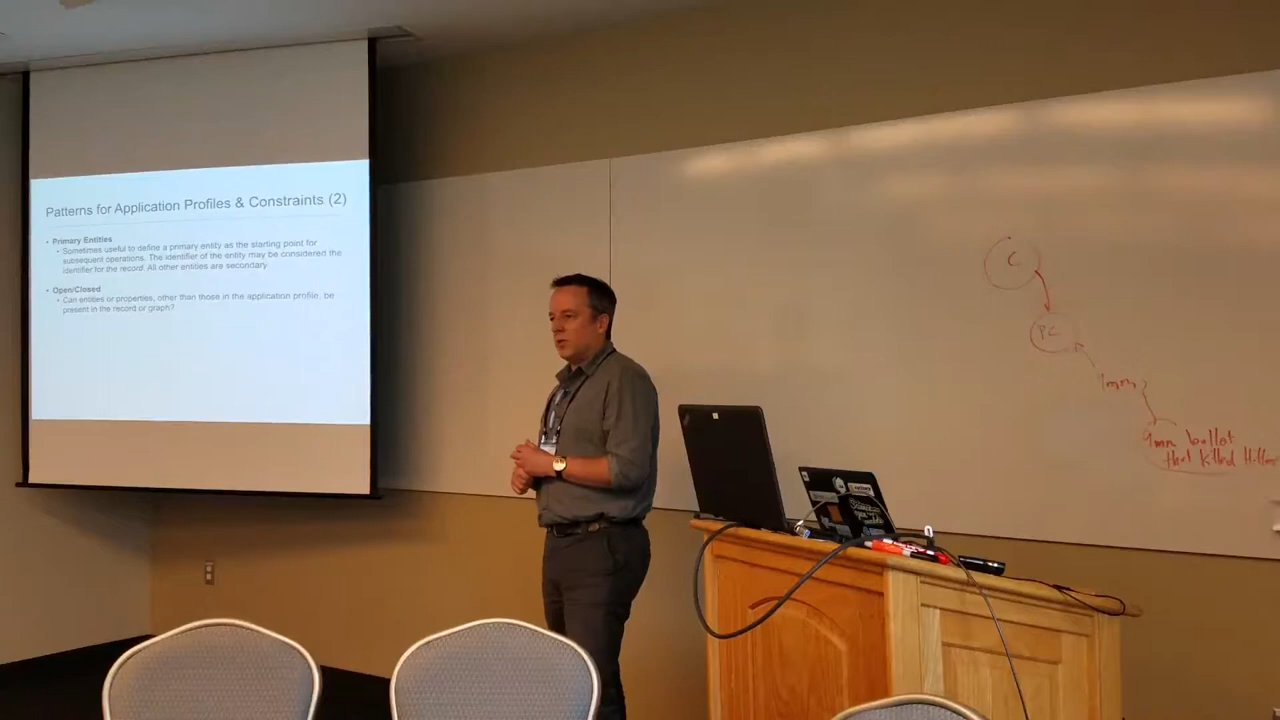 Patterns for Application Profiles & Constraints (2)
• Primary Entities
• Sometimes useful to define a primary entity as the starting point for
subsequent operations. The identifier of the entity may be considered the
identifier for the record. All other entities are secondary.
• Open/Closed
• Can entities or properties, other than those in the application profile, be
present in the record or graph?
C
PC
9mm
9mm bullet
that killed